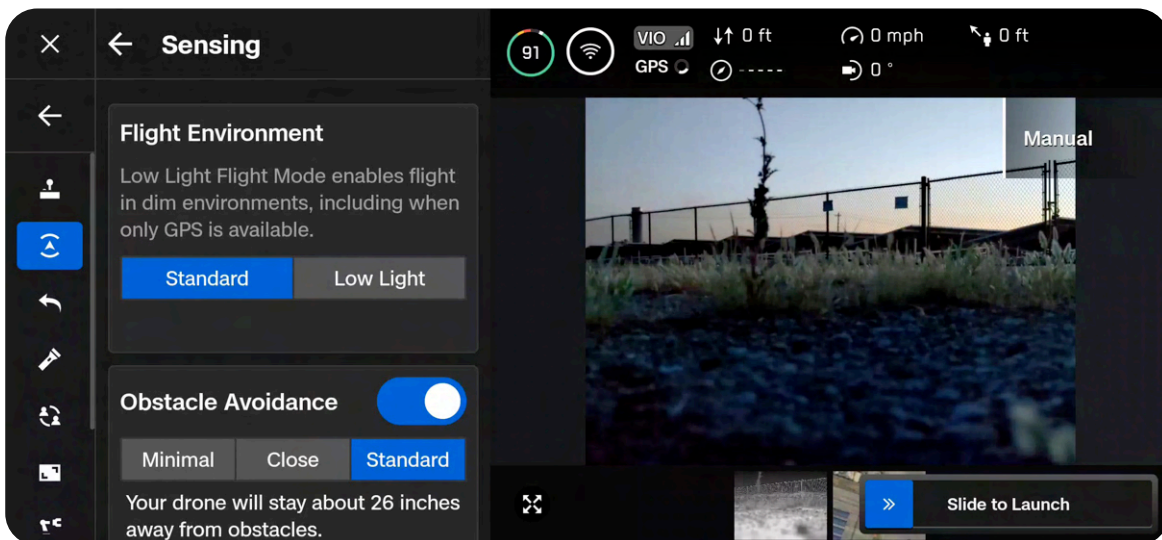 Sensing
Flight Environment
Low Light Flight Mode enables flight
in dim environments, including when
only GPS is available.
Standard Low Light
Obstacle Avoidance
Minimal Close Standard
Your drone will stay about 26 inches
away from obstacles.
91
VIO 0 ft 0 mph 0 ft
GPS ----- 0 °
Manual
Slide to Launch